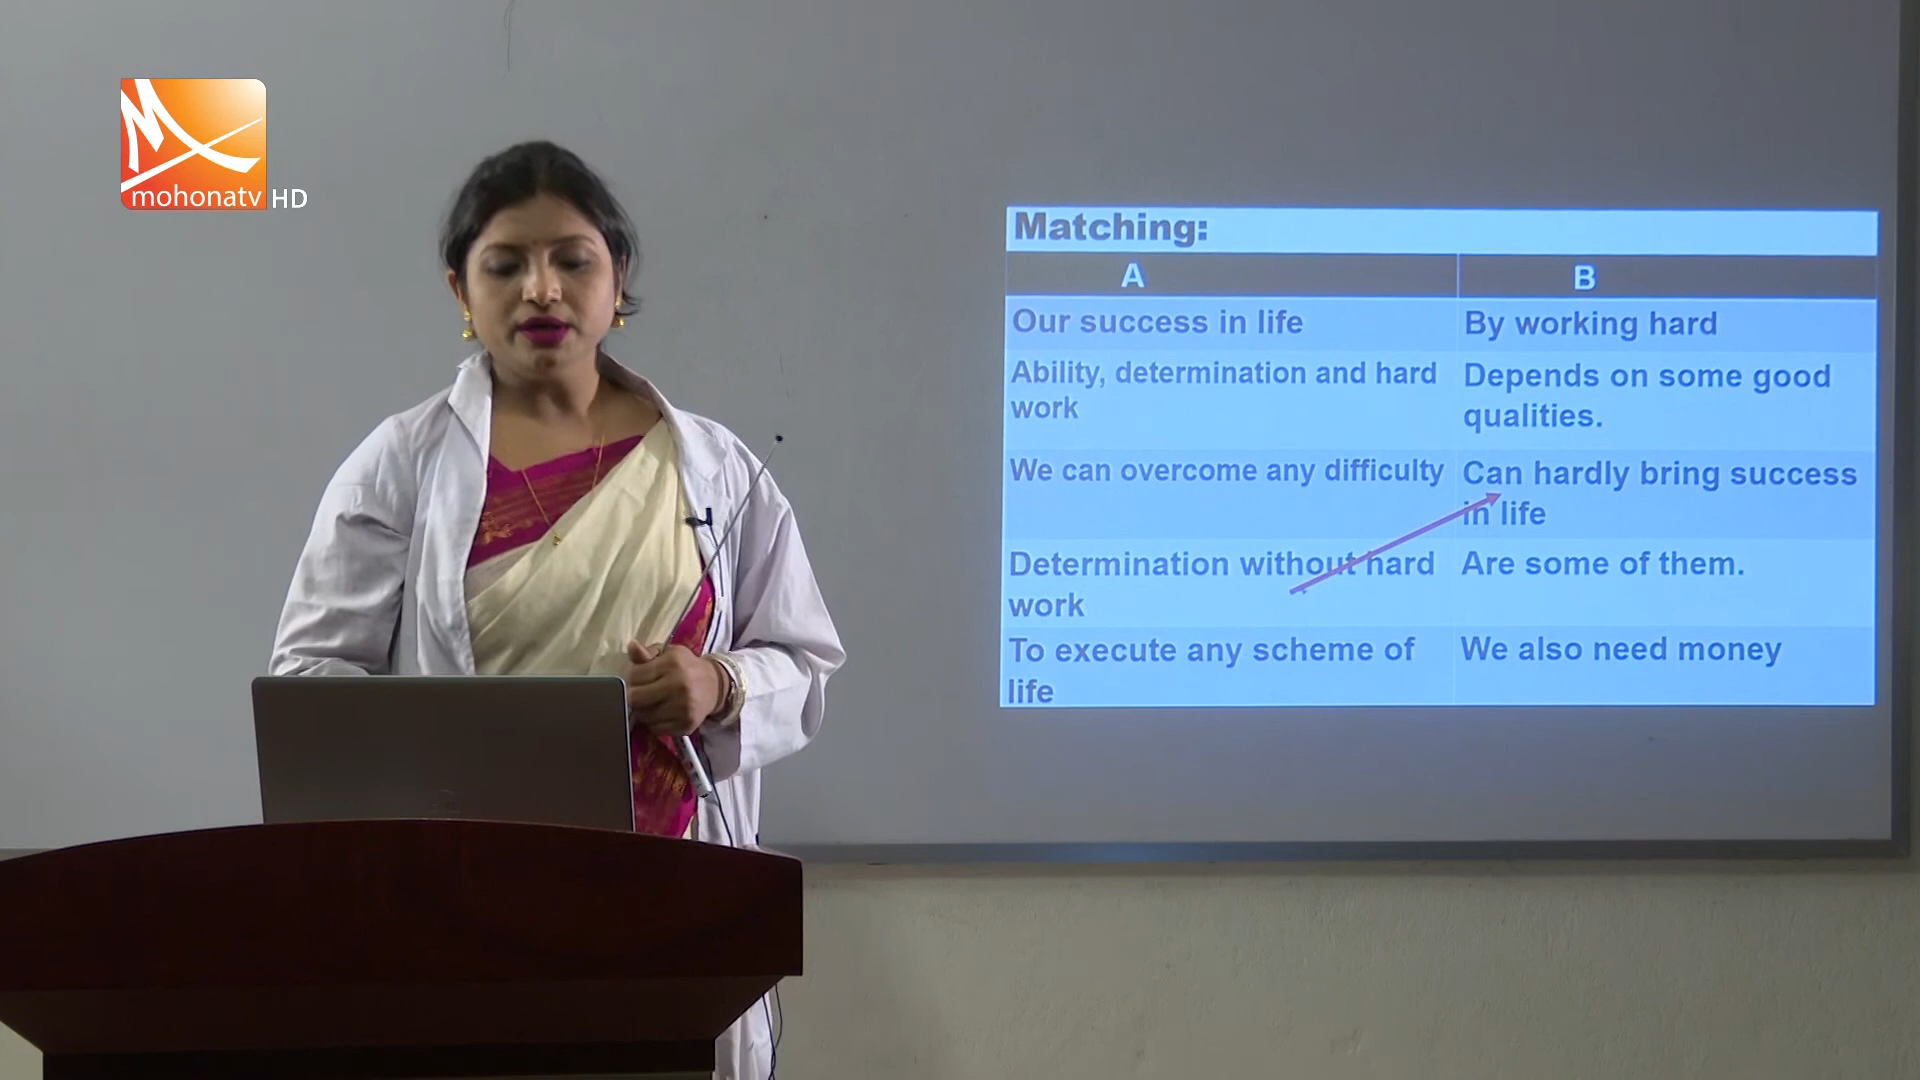 mohonatv HD
Matching:
A
B
Our success in life
By working hard
Ability, determination and hard
work
Depends on some good
qualities.
We can overcome any difficulty
Can hardly bring success
in life
Determination without hard
work
Are some of them.
To execute any scheme of
life
We also need money